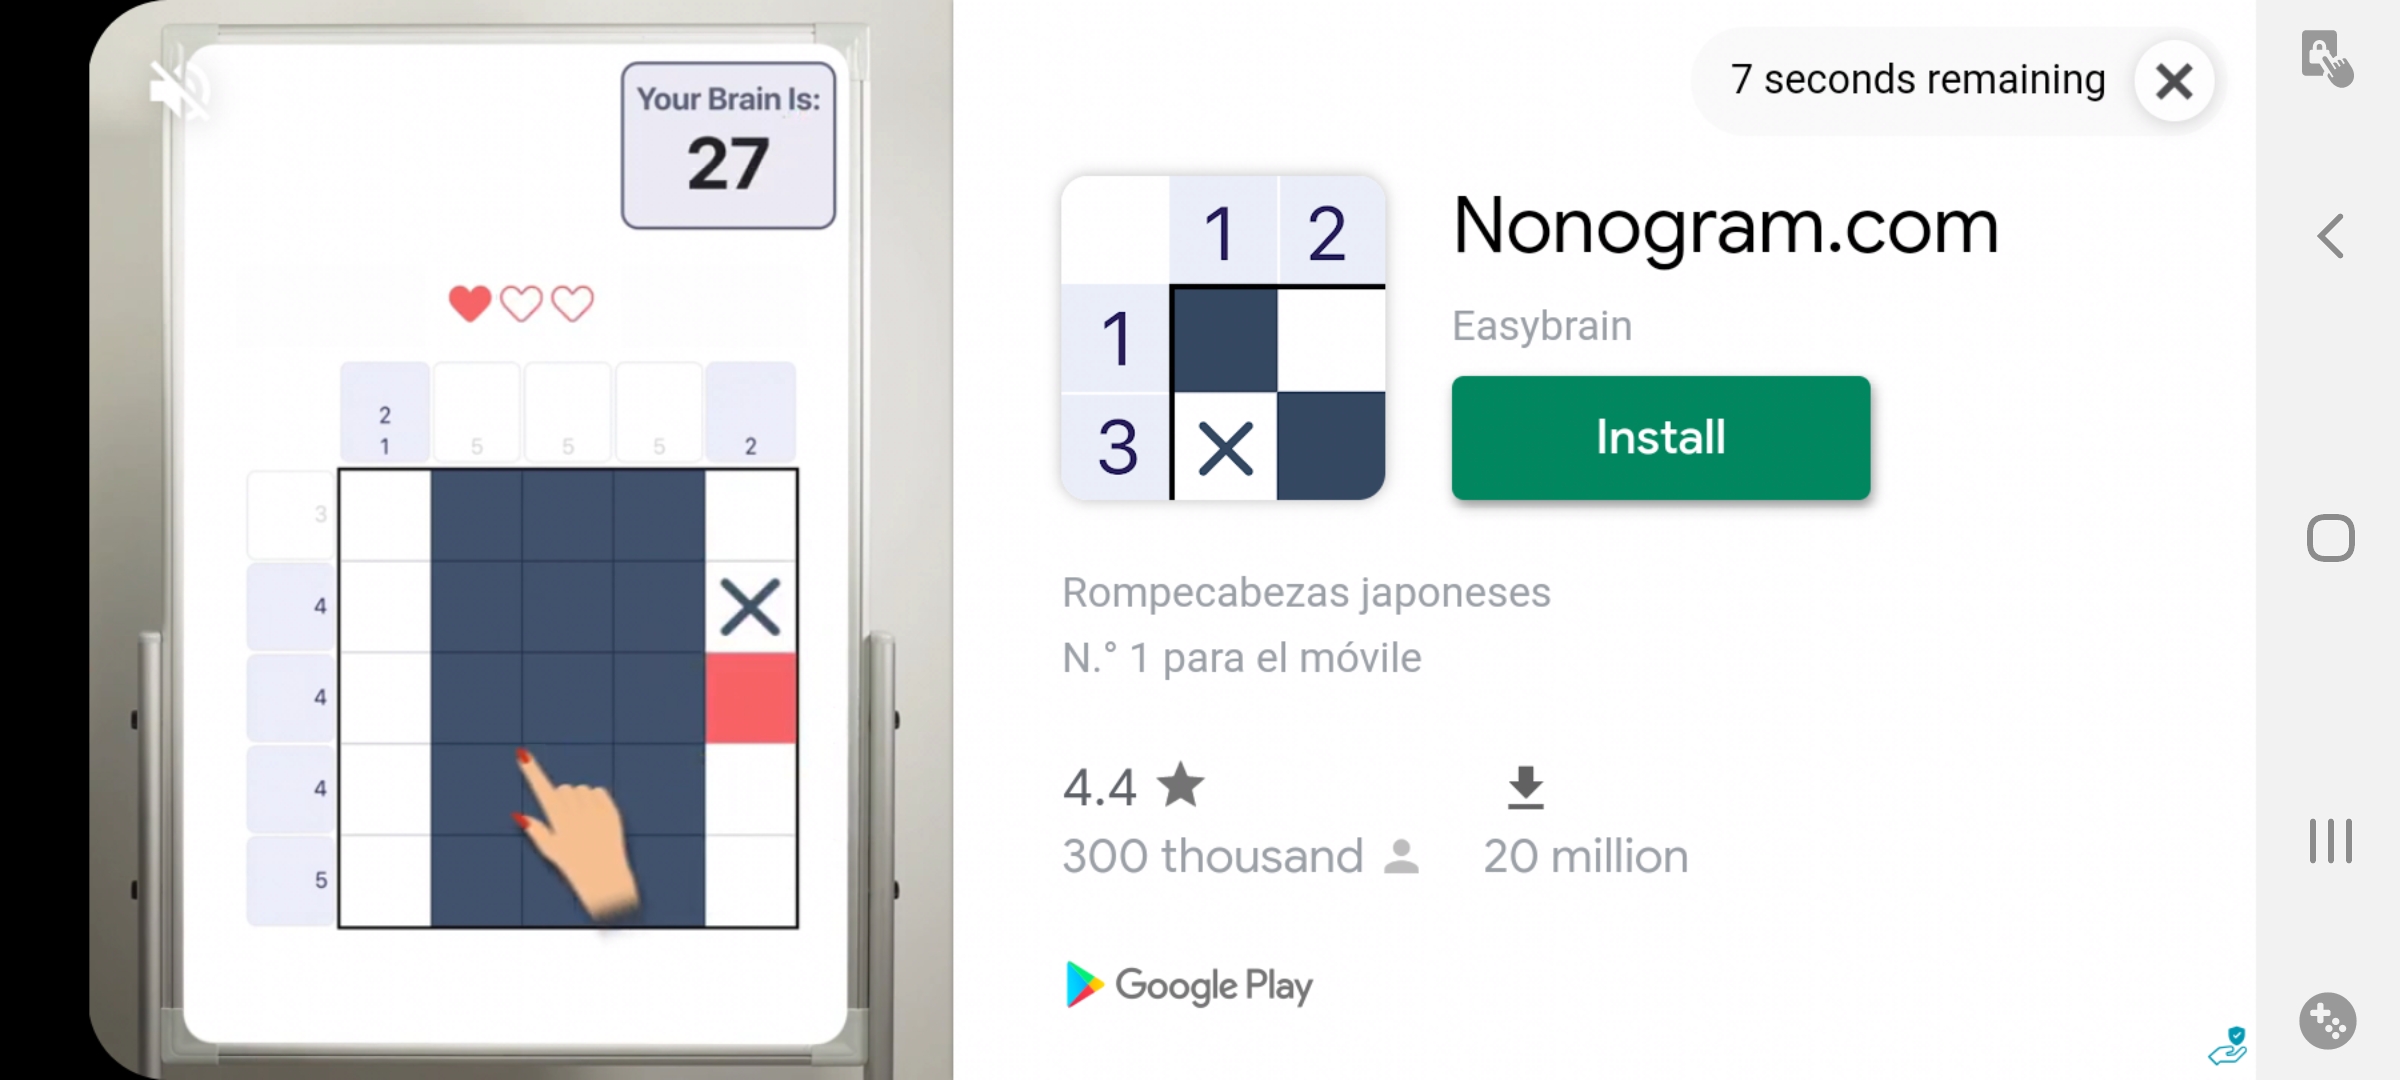 Your Brain Is:
27
2
1
5
5
5
2
3
4
4
4
5
7 seconds remaining
1 2
1
3
Nonogram.com
Easybrain
Install
Rompecabezas japoneses
N.° 1 para el móvile
4.4
300 thousand
20 million
Google Play